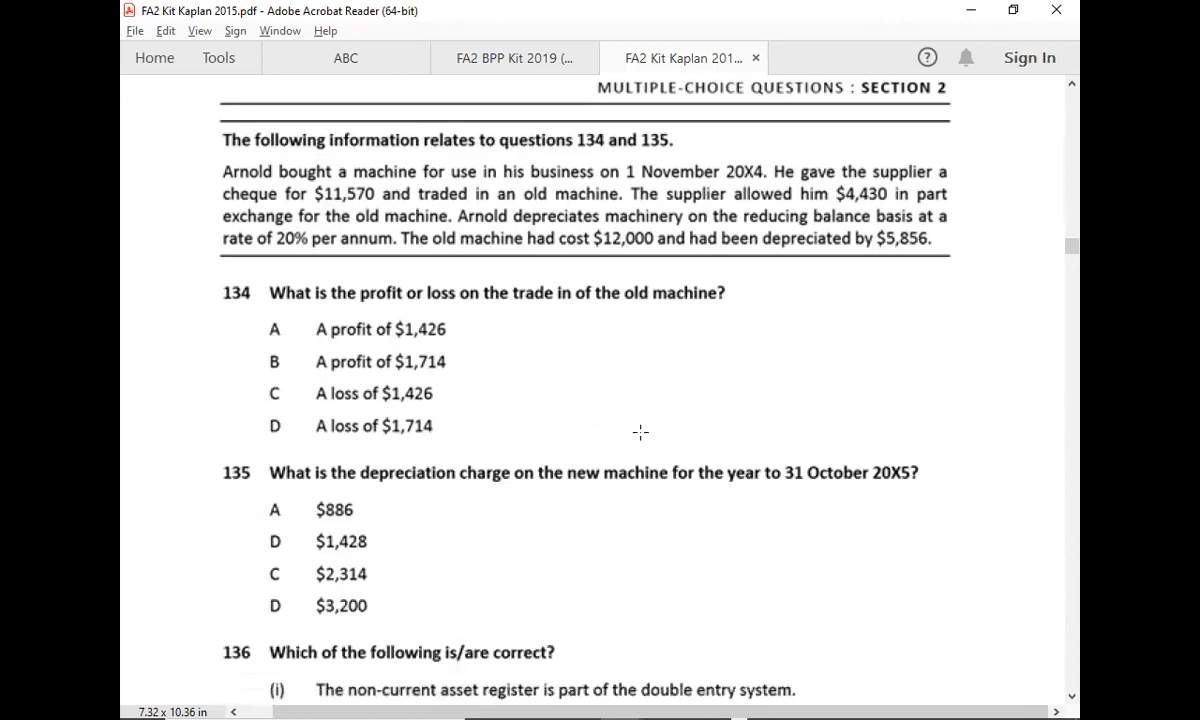 FA2 Kit Kaplan 2015.pdf - Adobe Acrobat Reader (64-bit)
File Edit View Sign Window Help
Home Tools ABC FA2 BPP Kit 2019 (... FA2 Kit Kaplan 201... × ? Sign In
MULTIPLE-CHOICE QUESTIONS : SECTION 2
The following information relates to questions 134 and 135.
Arnold bought a machine for use in his business on 1 November 20X4. He gave the supplier a
cheque for $11,570 and traded in an old machine. The supplier allowed him $4,430 in part
exchange for the old machine. Arnold depreciates machinery on the reducing balance basis at a
rate of 20% per annum. The old machine had cost $12,000 and had been depreciated by $5,856.
134 What is the profit or loss on the trade in of the old machine?
A A profit of $1,426
B A profit of $1,714
C A loss of $1,426
D A loss of $1,714
135 What is the depreciation charge on the new machine for the year to 31 October 20X5?
A $886
D $1,428
C $2,314
D $3,200
136 Which of the following is/are correct?
(i) The non-current asset register is part of the double entry system.
7.32 x 10.36 in